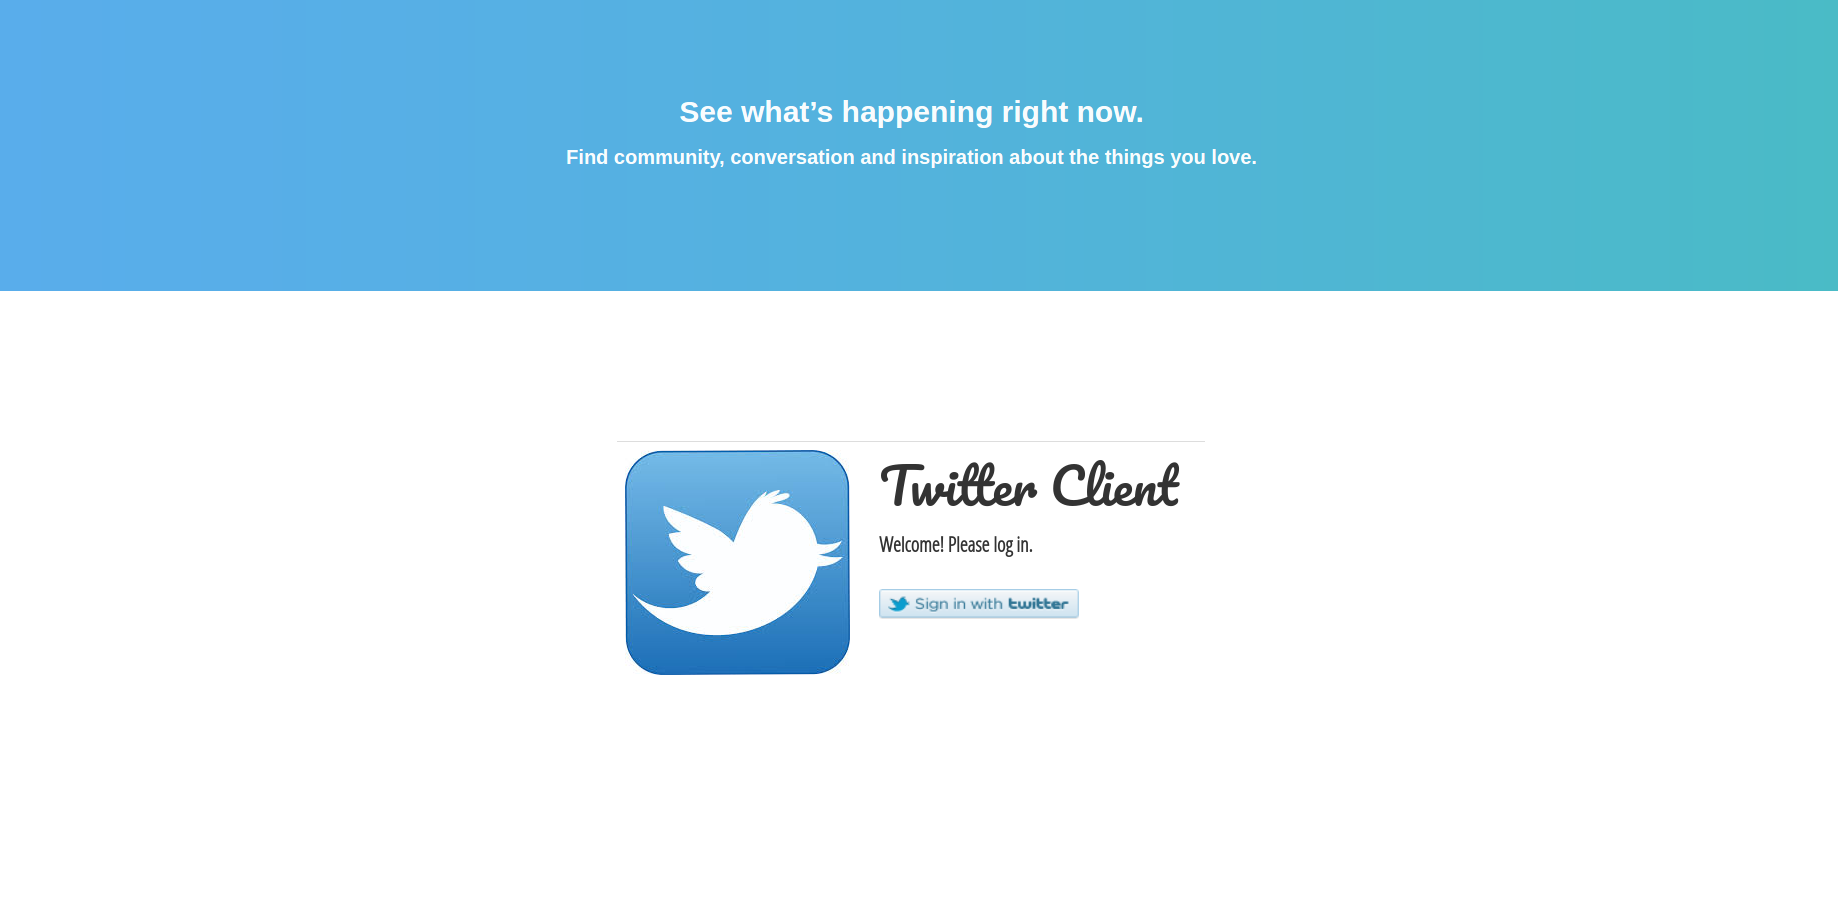 See what’s happening right now.
Find community, conversation and inspiration about the things you love.
Twitter Client
Welcome! Please log in.
Sign in with twitter